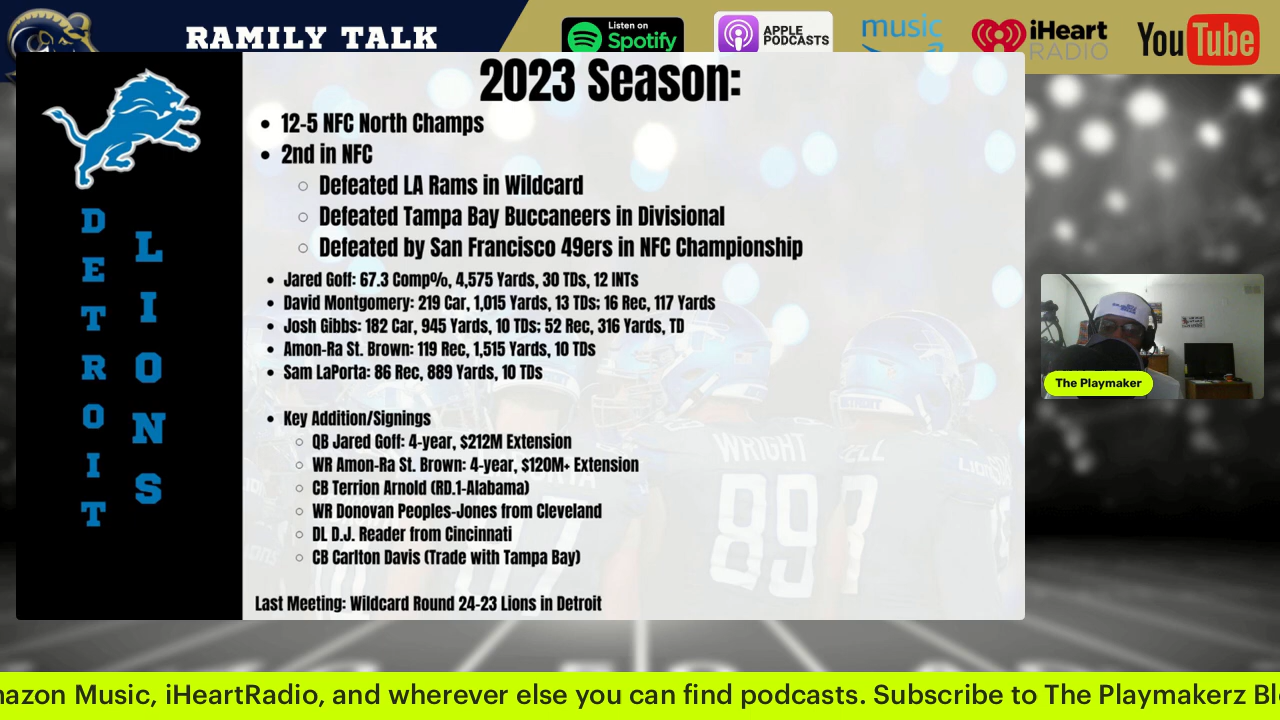 RAMILY TALK
Listen on
Spotify
APPLE
PODCASTS
music
iHeart
RADIO
YouTube
DETROIT
LIONS
2023 Season:
• 12-5 NFC North Champs
• 2nd in NFC
○ Defeated LA Rams in Wildcard
○ Defeated Tampa Bay Buccaneers in Divisional
○ Defeated by San Francisco 49ers in NFC Championship
• Jared Goff: 67.3 Comp%, 4,575 Yards, 30 TDs, 12 INTs
• David Montgomery: 219 Car, 1,015 Yards, 13 TDs; 16 Rec, 117 Yards
• Josh Gibbs: 182 Car, 945 Yards, 10 TDs; 52 Rec, 316 Yards, TD
• Amon-Ra St. Brown: 119 Rec, 1,515 Yards, 10 TDs
• Sam LaPorta: 86 Rec, 889 Yards, 10 TDs
• Key Addition/Signings
○ QB Jared Goff: 4-year, $212M Extension
○ WR Amon-Ra St. Brown: 4-year, $120M+ Extension
○ CB Terrion Arnold (RD.1-Alabama)
○ WR Donovan Peoples-Jones from Cleveland
○ DL D.J. Reader from Cincinnati
○ CB Carlton Davis (Trade with Tampa Bay)
Last Meeting: Wildcard Round 24-23 Lions in Detroit
WRIGHT
89
The Playmaker
azon Music, iHeartRadio, and wherever else you can find podcasts. Subscribe to The Playmakerz Bl